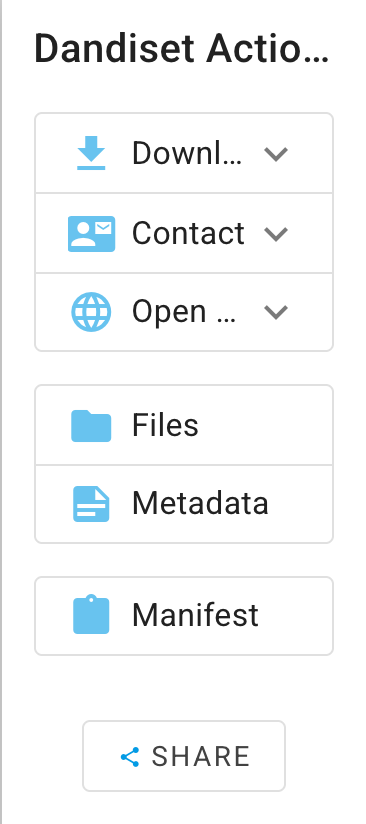 Dandiset Actio...
Downl...
Contact
Open ...
Files
Metadata
Manifest
SHARE